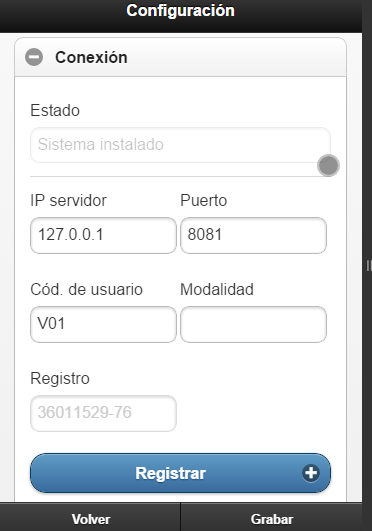 Configuración
Conexión
Estado
Sistema instalado
IP servidor Puerto
127.0.0.1 8081
Cód. de usuario Modalidad
V01
Registro
36011529-76
Registrar
Volver Grabar